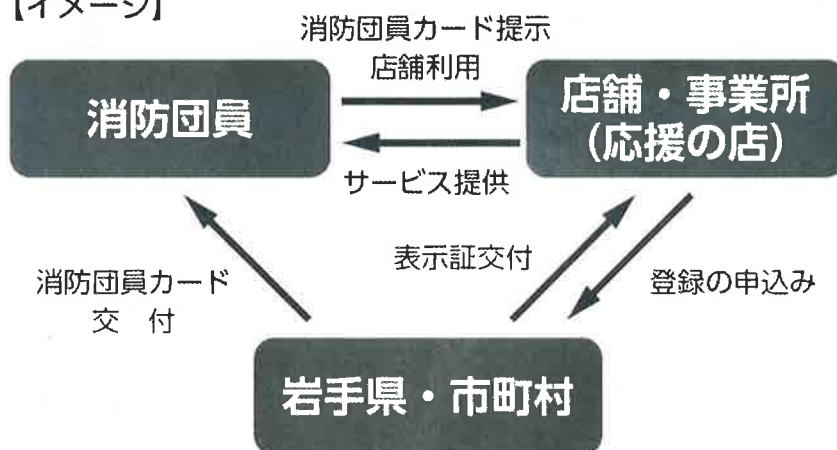 【イメージ】
消防団員カード提示
店舗利用
消防団員
店舗・事業所
(応援の店)
サービス提供
消防団員カード
交　付
表示証交付
登録の申込み
岩手県・市町村